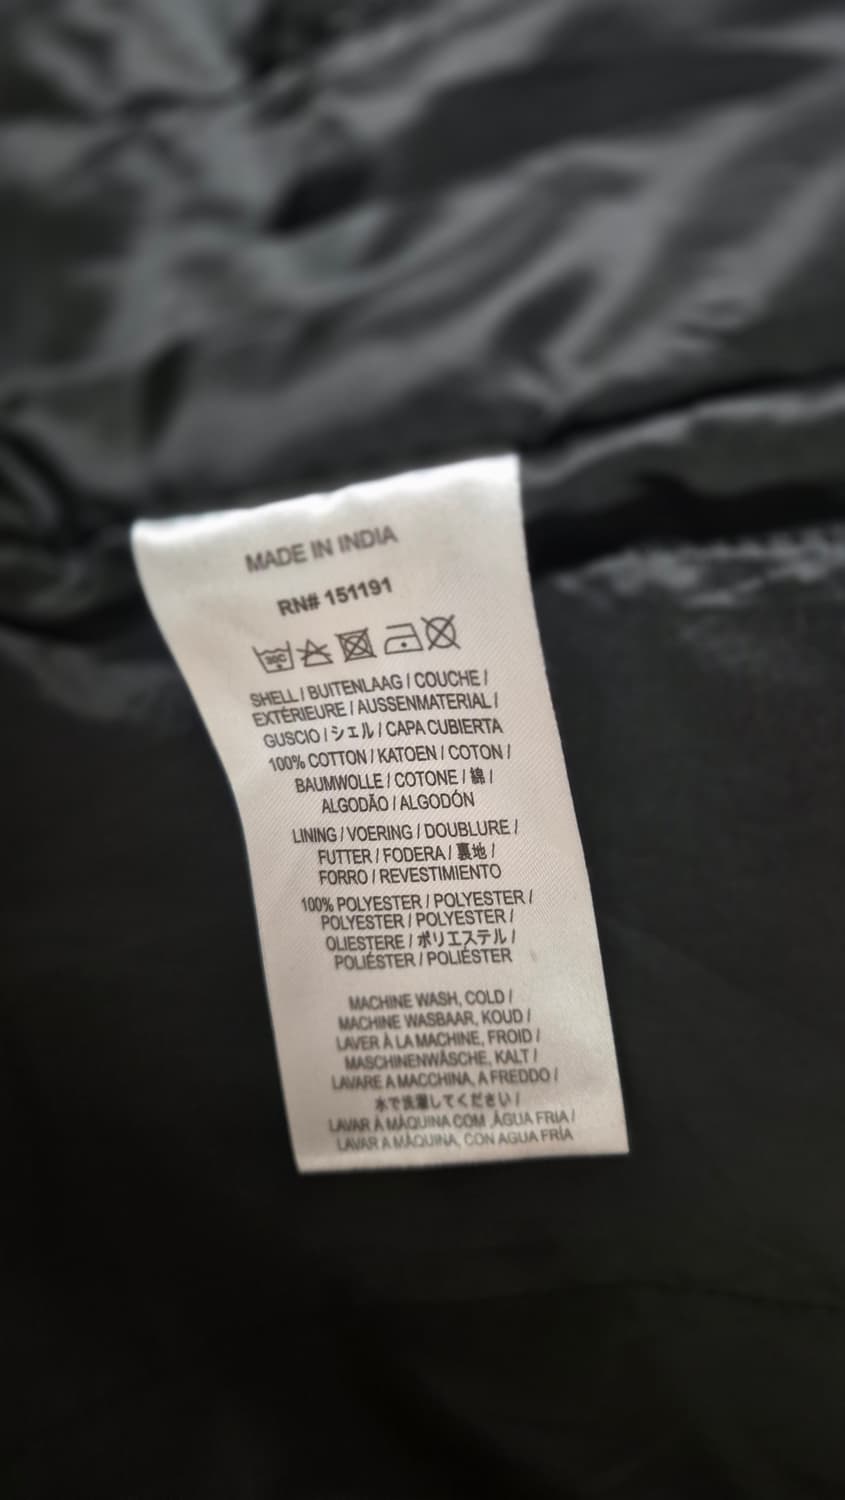 MADE IN INDIA
RN# 151191
30C
SHELL / BUITENLAAG / COUCHE /
EXTÉRIEURE / AUSSENMATERIAL /
GUSCIO / シェル / CAPA CUBIERTA
100% COTTON / KATOEN / COTON /
BAUMWOLLE / COTONE / 綿 /
ALGODÃO / ALGODÓN
LINING / VOERING / DOUBLURE /
FUTTER / FODERA / 裏地 /
FORRO / REVESTIMIENTO
100% POLYESTER / POLYESTER /
POLYESTER / POLYESTER /
OLIESTERE / ポリエステル /
POLIÉSTER / POLIÉSTER
MACHINE WASH, COLD /
MACHINE WASBAAR, KOUD /
LAVER À LA MACHINE, FROID /
MASCHINENWÄSCHE, KALT /
LAVARE A MACCHINA, A FREDDO /
水で洗濯してください /
LAVAR À MÁQUINA COM ,ÁGUA FRIA /
LAVAR A MÁQUINA, CON AGUA FRÍA